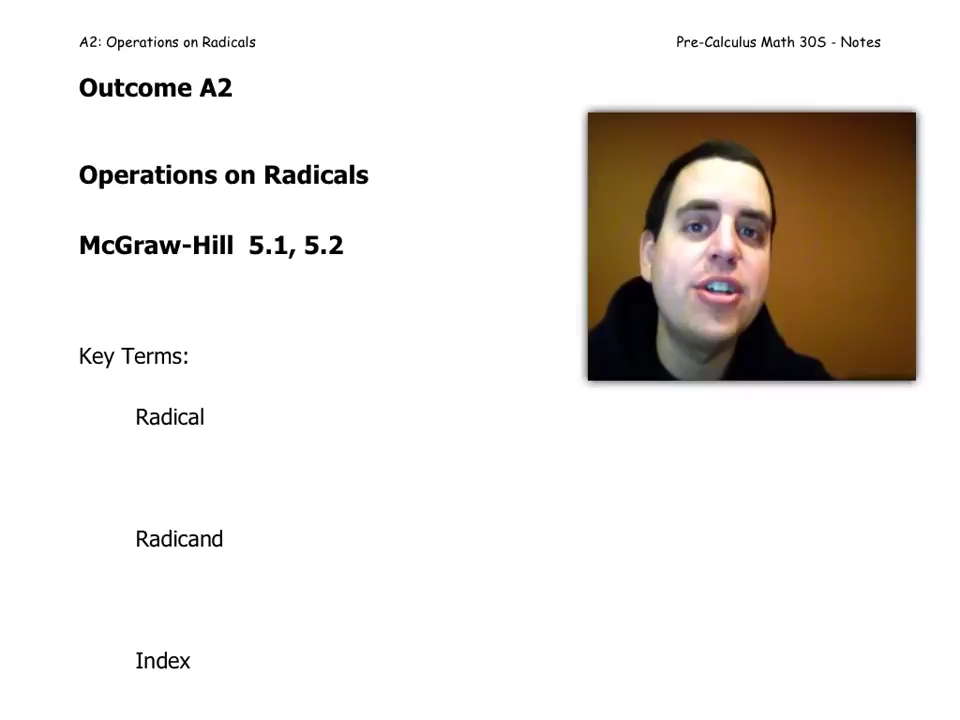 A2: Operations on Radicals
Pre-Calculus Math 30S - Notes
Outcome A2
Operations on Radicals
McGraw-Hill 5.1, 5.2
Key Terms:
Radical
Radicand
Index